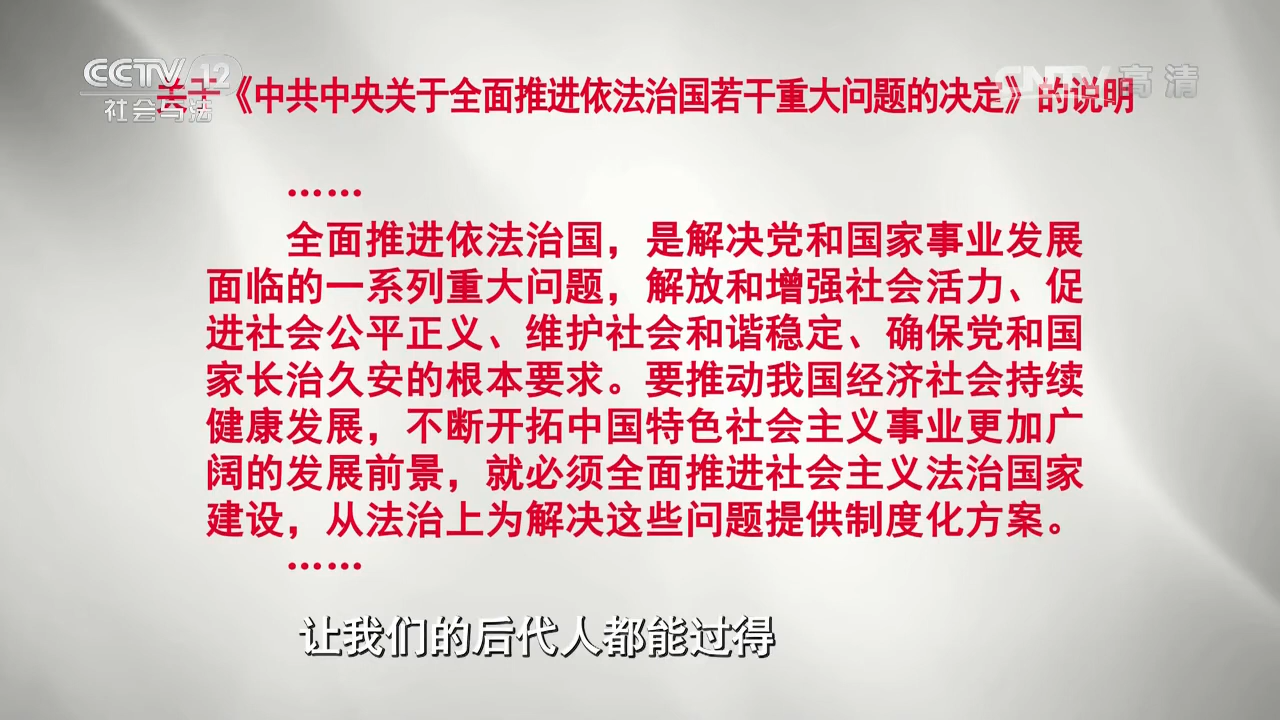 CCTV 12
社会与法
CNTV 高清
关于《中共中央关于全面推进依法治国若干重大问题的决定》的说明
……
全面推进依法治国，是解决党和国家事业发展
面临的一系列重大问题，解放和增强社会活力、促
进社会公平正义、维护社会和谐稳定、确保党和国
家长治久安的根本要求。要推动我国经济社会持续
健康发展，不断开拓中国特色社会主义事业更加广
阔的发展前景，就必须全面推进社会主义法治国家
建设，从法治上为解决这些问题提供制度化方案。
……
让我们的后代人都能过得